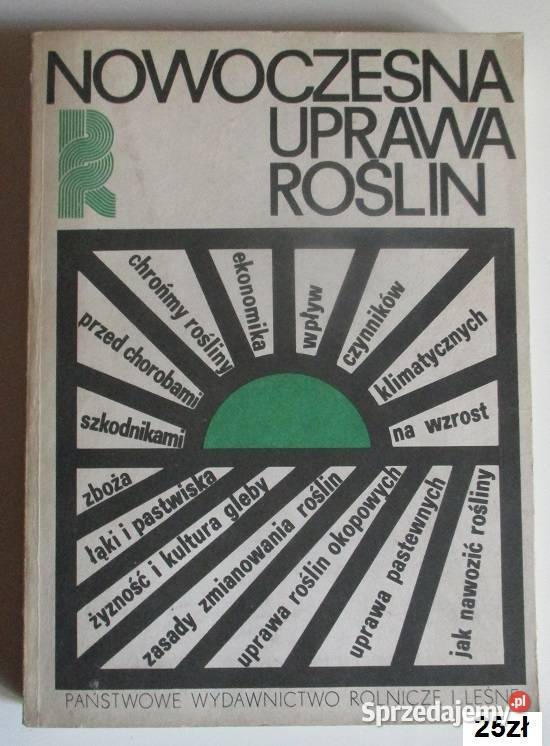 NOWOCZESNA
UPRAWA
ROŚLIN
chrońmy rośliny
przed chorobami
szkodnikami
ekonomika
wpływ
czynników
klimatycznych
na wzrost
zboża
łąki i pastwiska
żyzność i kultura gleby
zasady zmianowania roślin
uprawa roślin okopowych
uprawa pastewnych
jak nawozić rośliny
PAŃSTWOWE WYDAWNICTWO ROLNICZE I LEŚNE
Sprzedajemy.pl
25zł